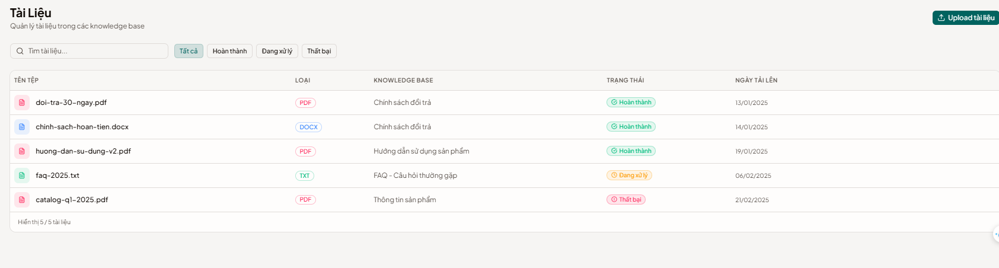 Tài Liệu
Quản lý tài liệu trong các knowledge base
Upload tài liệu
Tìm tài liệu...
Tất cả
Hoàn thành
Đang xử lý
Thất bại
TÊN TỆP LOẠI KNOWLEDGE BASE TRẠNG THÁI NGÀY TẢI LÊN
doi-tra-30-ngay.pdf PDF Chính sách đổi trả Hoàn thành 13/01/2025
chinh-sach-hoan-tien.docx DOCX Chính sách đổi trả Hoàn thành 14/01/2025
huong-dan-su-dung-v2.pdf PDF Hướng dẫn sử dụng sản phẩm Hoàn thành 19/01/2025
faq-2025.txt TXT FAQ - Câu hỏi thường gặp Đang xử lý 06/02/2025
catalog-q1-2025.pdf PDF Thông tin sản phẩm Thất bại 21/02/2025
Hiển thị 5 / 5 tài liệu